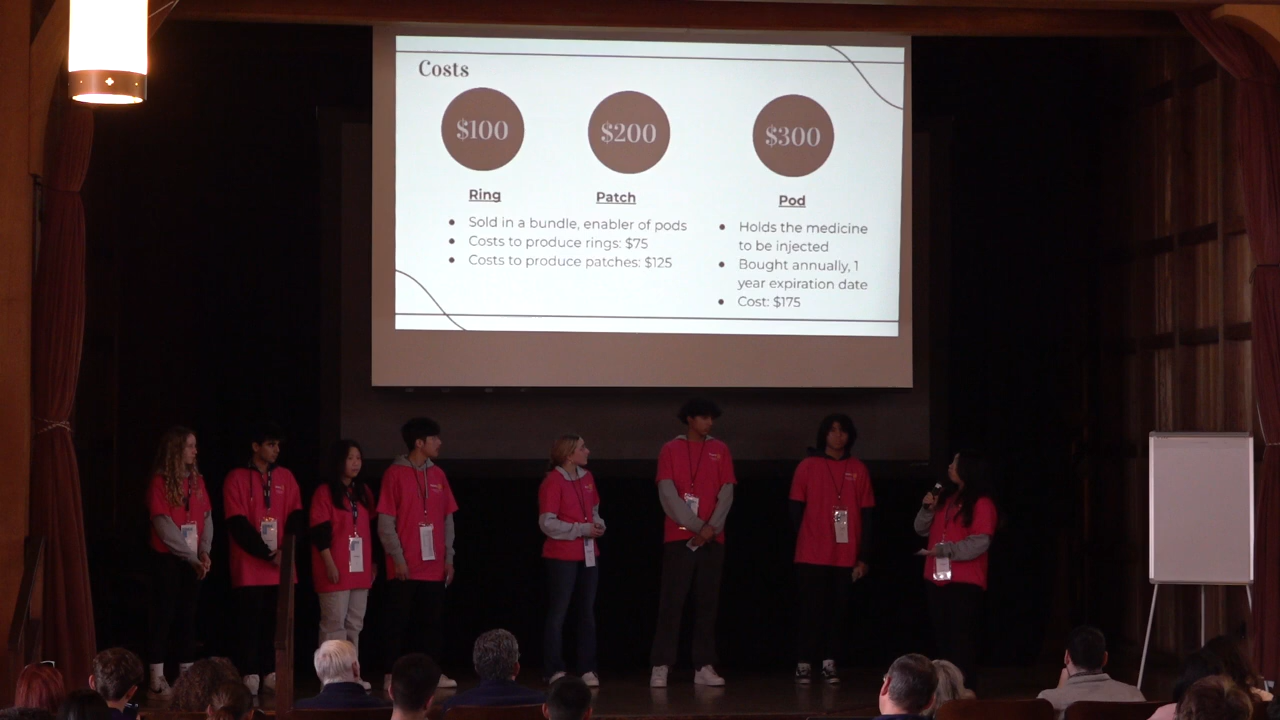 Costs
$100
$200
$300
Ring
Patch
Pod
Sold in a bundle, enabler of pods
Costs to produce rings: $75
Costs to produce patches: $125
Holds the medicine
to be injected
Bought annually, 1
year expiration date
Cost: $175